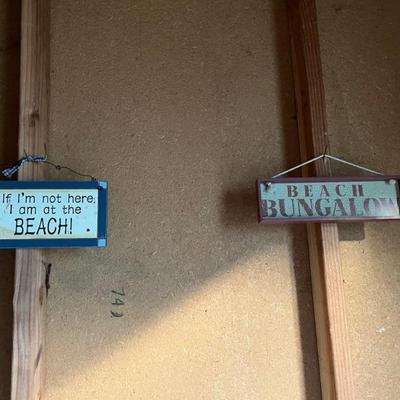 If I'm not here,
I am at the
BEACH!
BEACH
BUNGALOW